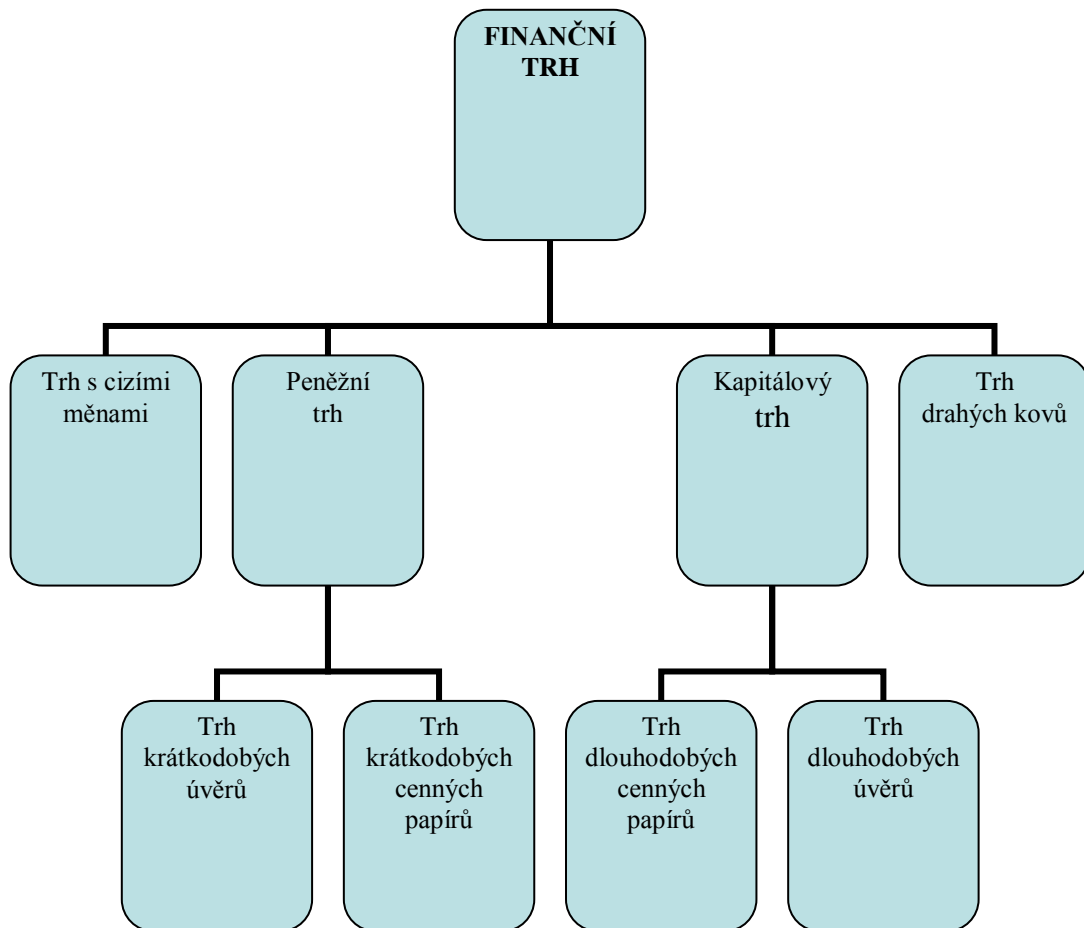 FINANČNÍ
TRH
Trh s cizími
měnami
Peněžní
trh
Kapitálový
trh
Trh
drahých kovů
Trh
krátkodobých
úvěrů
Trh
krátkodobých
cenných
papírů
Trh
dlouhodobých
cenných
papírů
Trh
dlouhodobých
úvěrů